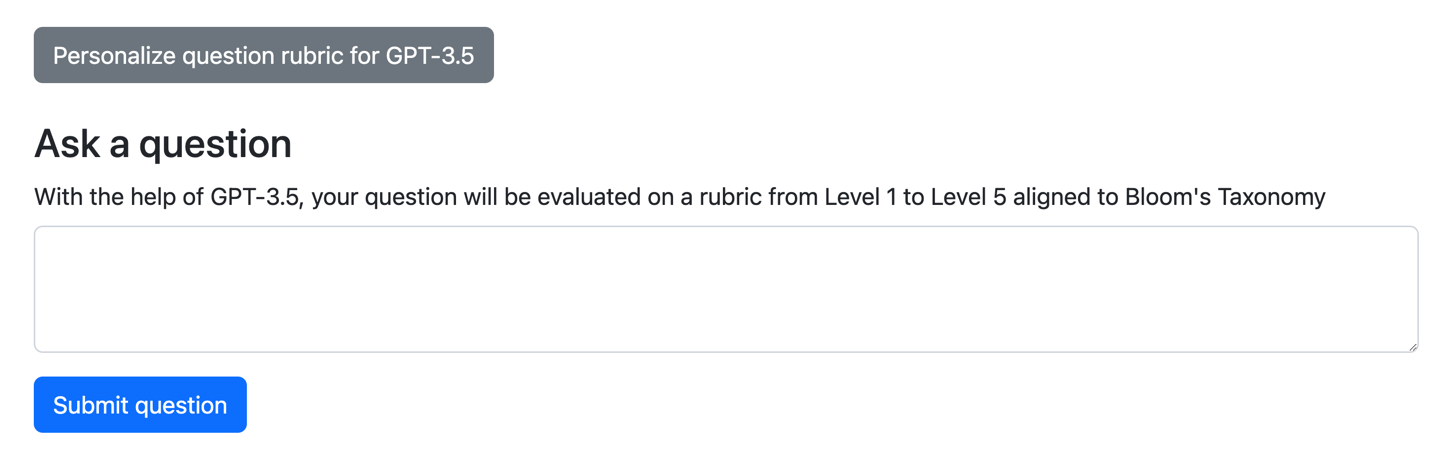 Personalize question rubric for GPT-3.5
Ask a question
With the help of GPT-3.5, your question will be evaluated on a rubric from Level 1 to Level 5 aligned to Bloom's Taxonomy
Submit question